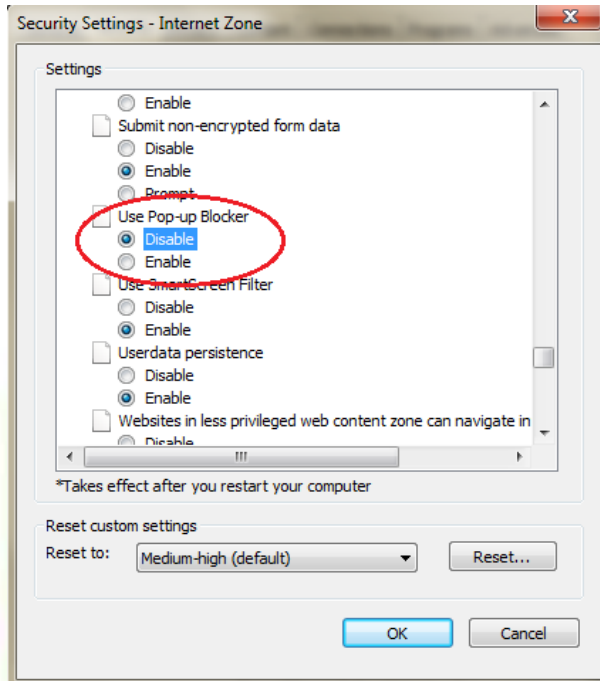 Security Settings - Internet Zone
Settings
Enable
Submit non-encrypted form data
Disable
Enable
Prompt
Use Pop-up Blocker
Disable
Enable
Use SmartScreen Filter
Disable
Enable
Userdata persistence
Disable
Enable
Websites in less privileged web content zone can navigate in
Disable
*Takes effect after you restart your computer
Reset custom settings
Reset to:
Medium-high (default)
Reset...
OK
Cancel